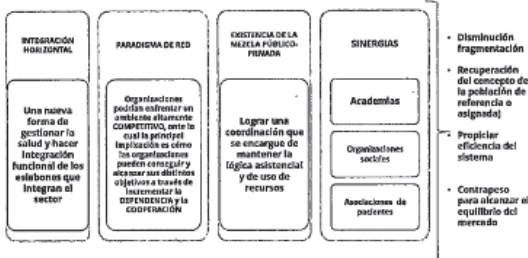 INTEGRACIÓN
HORIZONTAL
Una nueva
forma de
gestionar la
salud y hacer
integración
funcional de los
eslabones que
integran el
sector
PARADIGMA DE RED
Organizaciones
podrían enfrentar un
ambiente altamente
COMPETITIVO, ante lo
cual la principal
implicación es cómo
las organizaciones
pueden conseguir y
alcanzar sus distintos
objetivos a través de
incrementar la
DEPENDENCIA y la
COOPERACIÓN
EXISTENCIA DE LA
MEZCLA PÚBLICO-
PRIVADA
Lograr una
coordinación que
se encargue de
mantener la
lógica asistencial
y de uso de
recursos
SINERGIAS
Academias
Organizaciones
sociales
Asociaciones de
pacientes
• Disminución
fragmentación
• Recuperación
del concepto de
la población de
referencia o
asignada)
• Propiciar
eficiencia del
sistema
• Contrapeso
para alcanzar el
equilibrio del
mercado